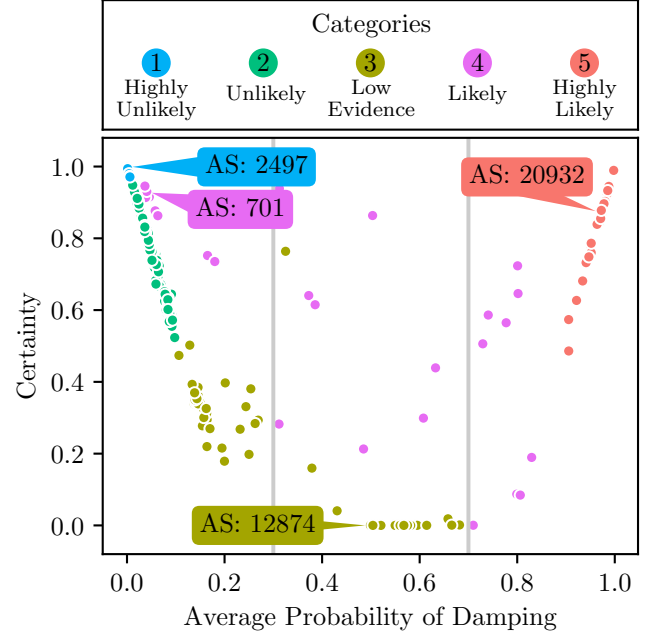 Categories
1 2 3 4 5
Highly Unlikely Low Likely Highly
Unlikely Evidence Likely
1.0
AS: 2497
AS: 20932
AS: 701
0.8
0.6
0.4
0.2
AS: 12874
0.0
Certainty
0.0 0.2 0.4 0.6 0.8 1.0
Average Probability of Damping